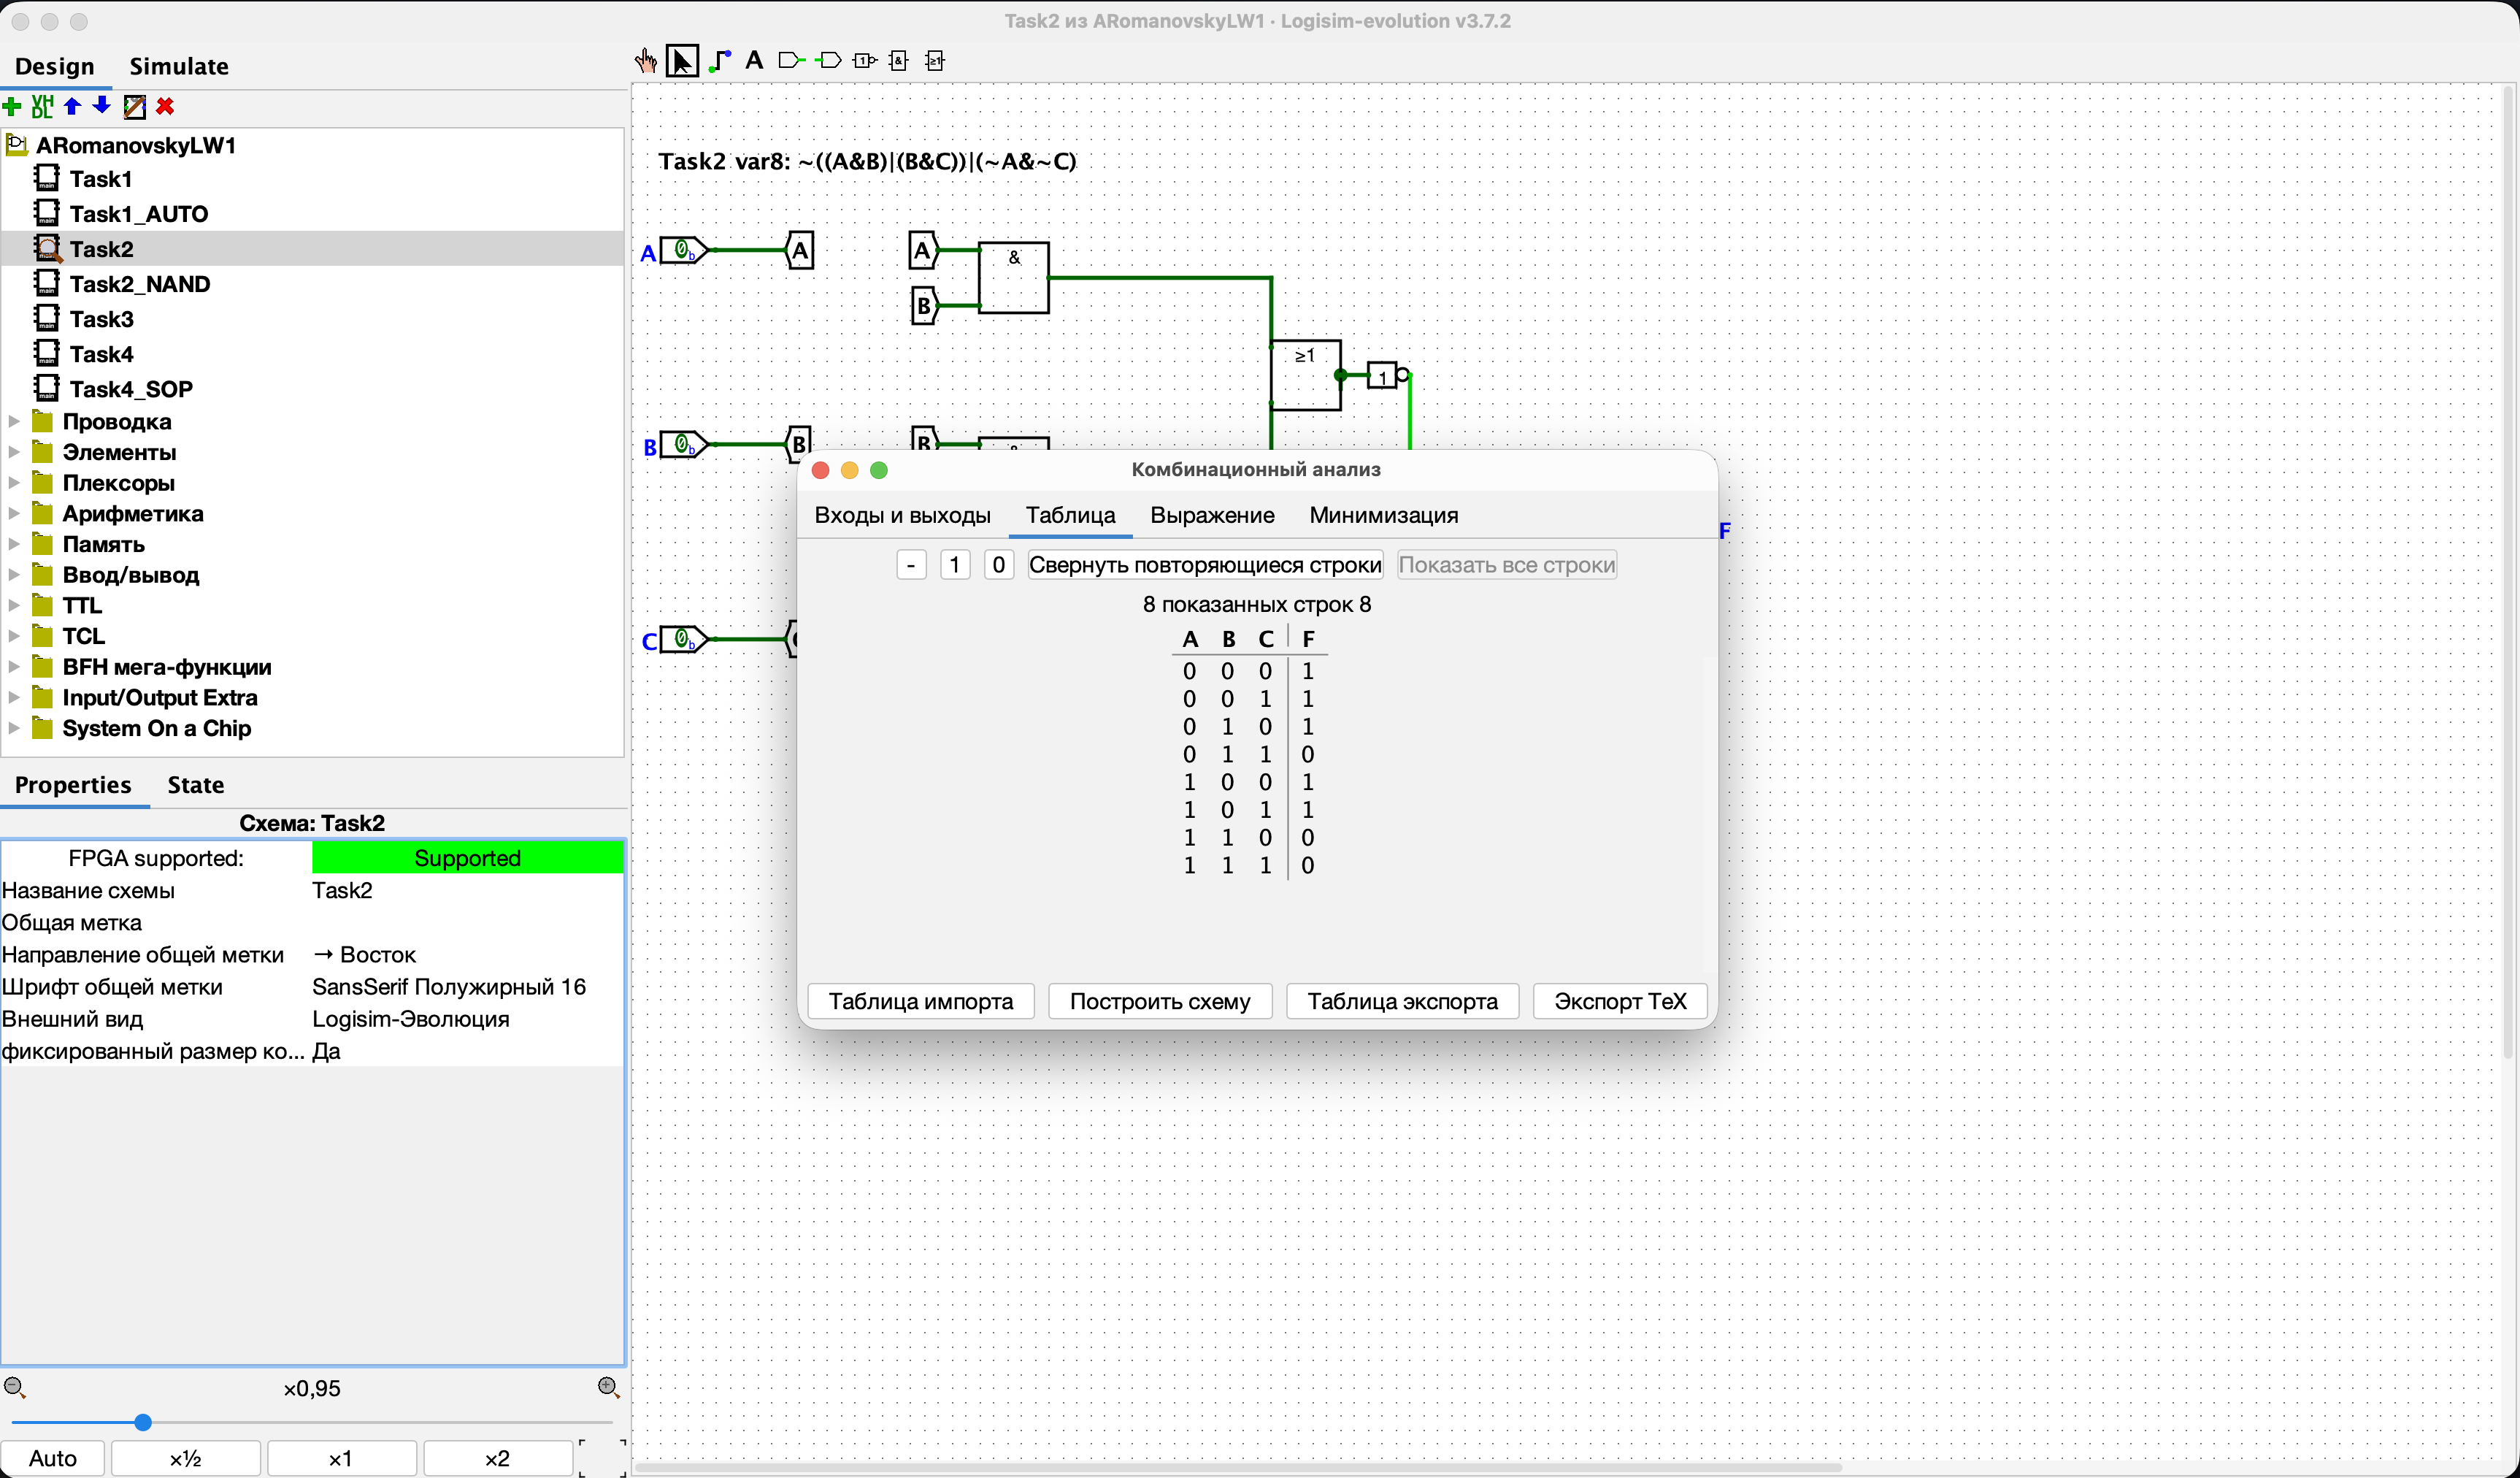 Task2 из ARomanovskyLW1 · Logisim-evolution v3.7.2
Design Simulate
A 1 & ≥1
VH
DL
ARomanovskyLW1
Task1
Task1_AUTO
Task2
Task2_NAND
Task3
Task4
Task4_SOP
Проводка
Элементы
Плексоры
Арифметика
Память
Ввод/вывод
TTL
TCL
BFH мега-функции
Input/Output Extra
System On a Chip
Properties State
Схема: Task2
FPGA supported: Supported
Название схемы Task2
Общая метка
Направление общей метки → Восток
Шрифт общей метки SansSerif Полужирный 16
Внешний вид Logisim-Эволюция
фиксированный размер ко... Да
×0,95
Auto ×½ ×1 ×2
Task2 var8: ~((A&B)|(B&C))|(~A&~C)
A 0b A A &
B
≥1 1
B 0b B B
C 0b
F
Комбинационный анализ
Входы и выходы Таблица Выражение Минимизация
- 1 0 Свернуть повторяющиеся строки Показать все строки
8 показанных строк 8
A B C F
0 0 0 1
0 0 1 1
0 1 0 1
0 1 1 0
1 0 0 1
1 0 1 1
1 1 0 0
1 1 1 0
Таблица импорта Построить схему Таблица экспорта Экспорт TeX